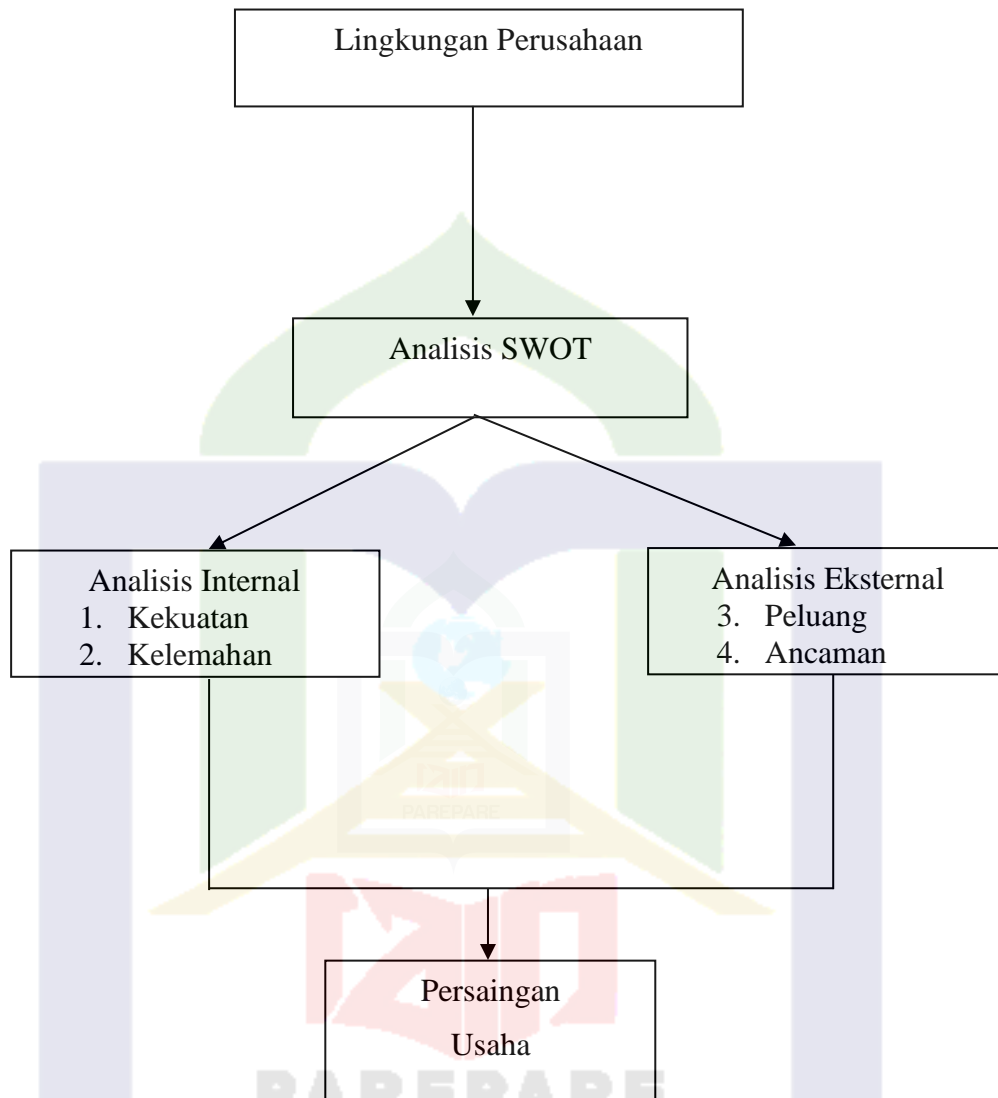 Lingkungan Perusahaan
Analisis SWOT
Analisis Internal
1. Kekuatan
2. Kelemahan
Analisis Eksternal
3. Peluang
4. Ancaman
PAREPARE
Persaingan
Usaha
PAREPARE